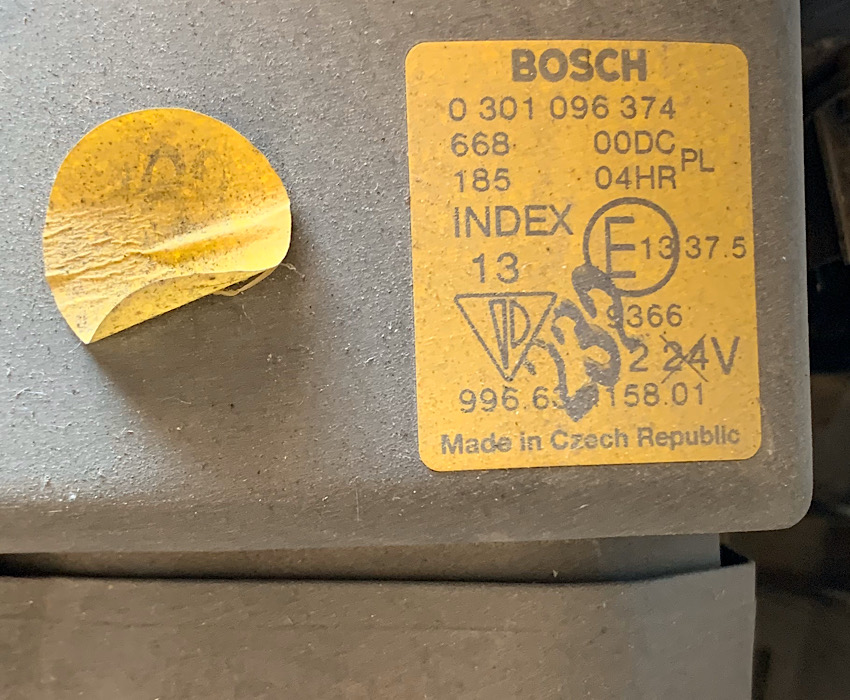 BOSCH
0 301 096 374
668 00DC PL
185 04HR
INDEX E 13 37.5
13
9366
2 24V
158.01
Made in Czech Republic